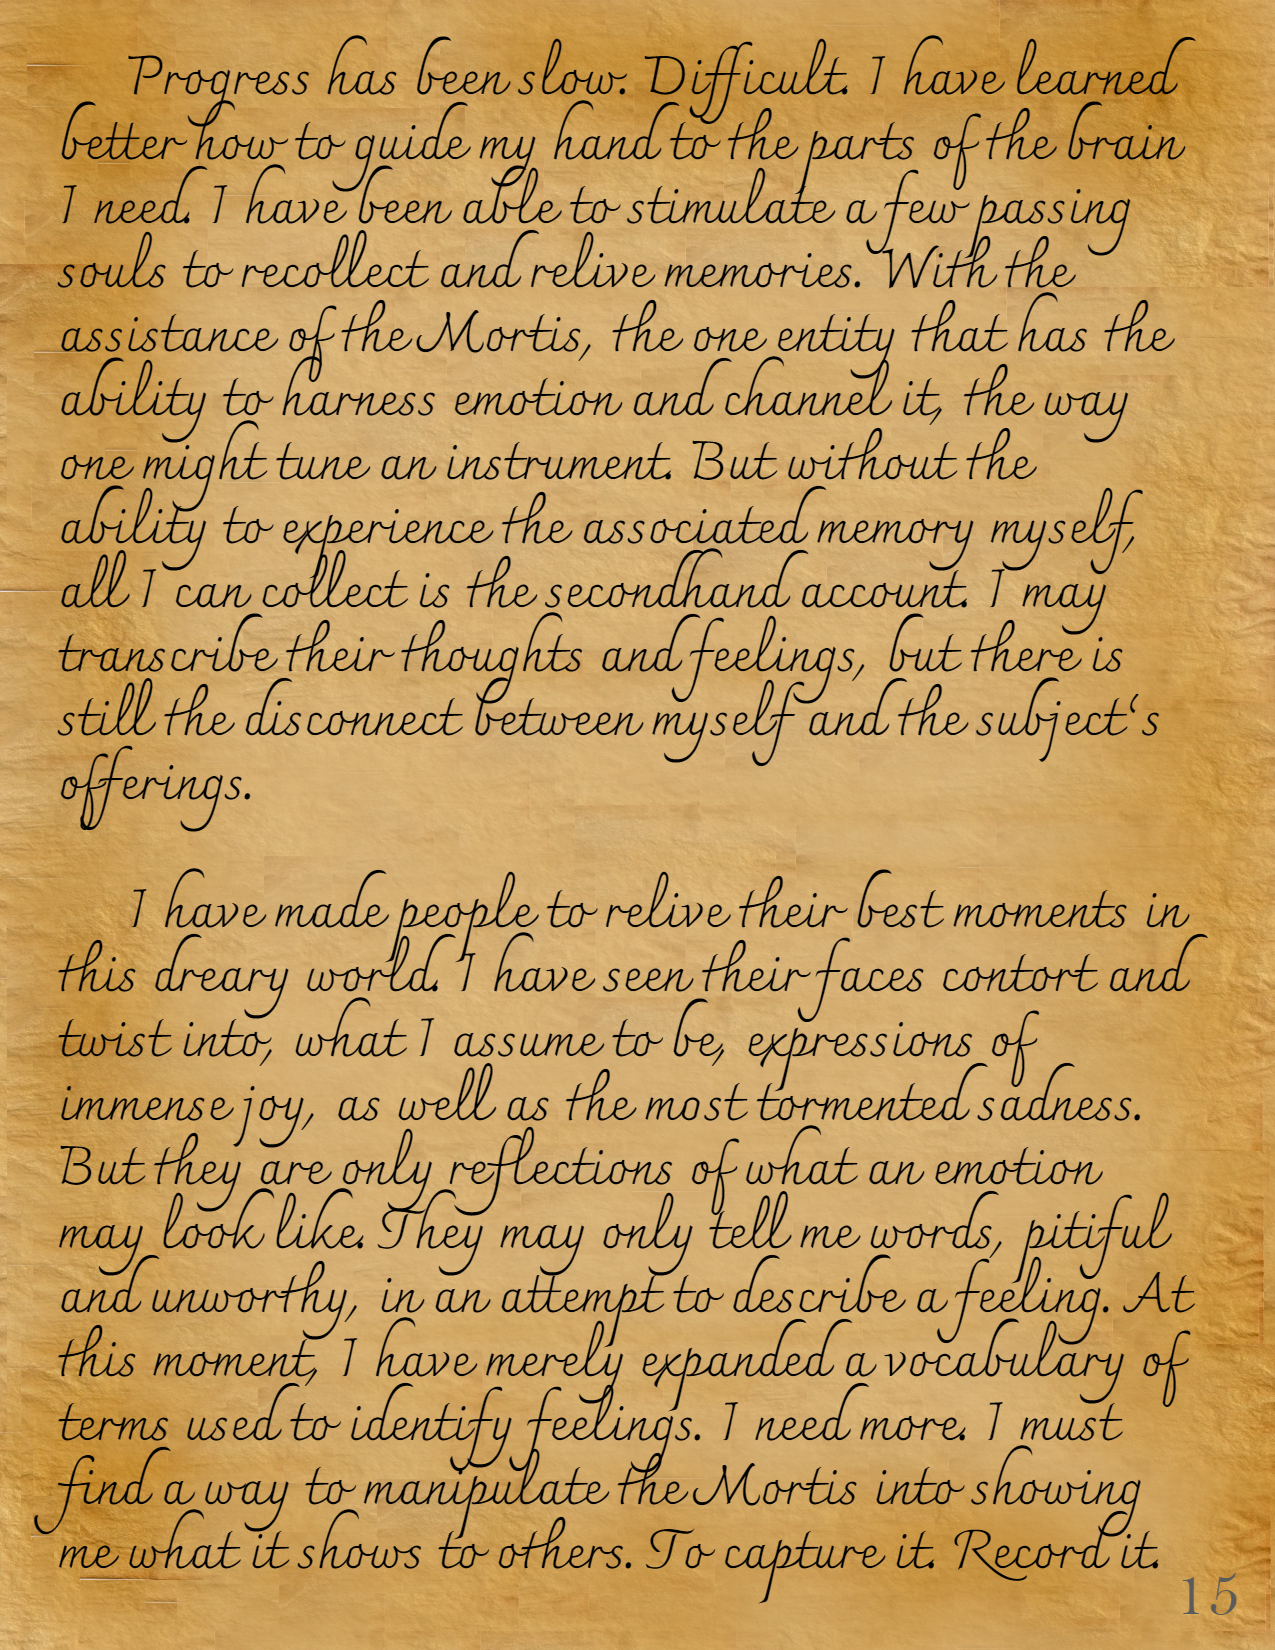 Progress has been slow. Difficult. I have learned
better how to guide my hand to the parts of the brain
I need. I have been able to stimulate a few passing
souls to recollect and relive memories. With the
assistance of the Mortis, the one entity that has the
ability to harness emotion and channel it, the way
one might tune an instrument. But without the
ability to experience the associated memory myself,
all I can collect is the secondhand account. I may
transcribe their thoughts and feelings, but there is
still the disconnect between myself and the subject‘s
offerings.
I have made people to relive their best moments in
this dreary world. I have seen their faces contort and
twist into, what I assume to be, expressions of
immense joy, as well as the most tormented sadness.
But they are only reflections of what an emotion
may look like. They may only tell me words, pitiful
and unworthy, in an attempt to describe a feeling. At
this moment, I have merely expanded a vocabulary of
terms used to identify feelings. I need more. I must
find a way to manipulate the Mortis into showing
me what it shows to others. To capture it. Record it.
15